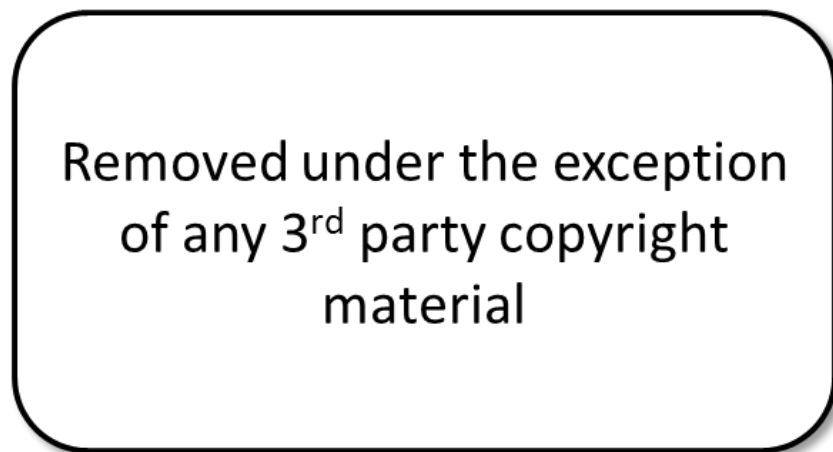 Removed under the exception
of any 3rd party copyright
material